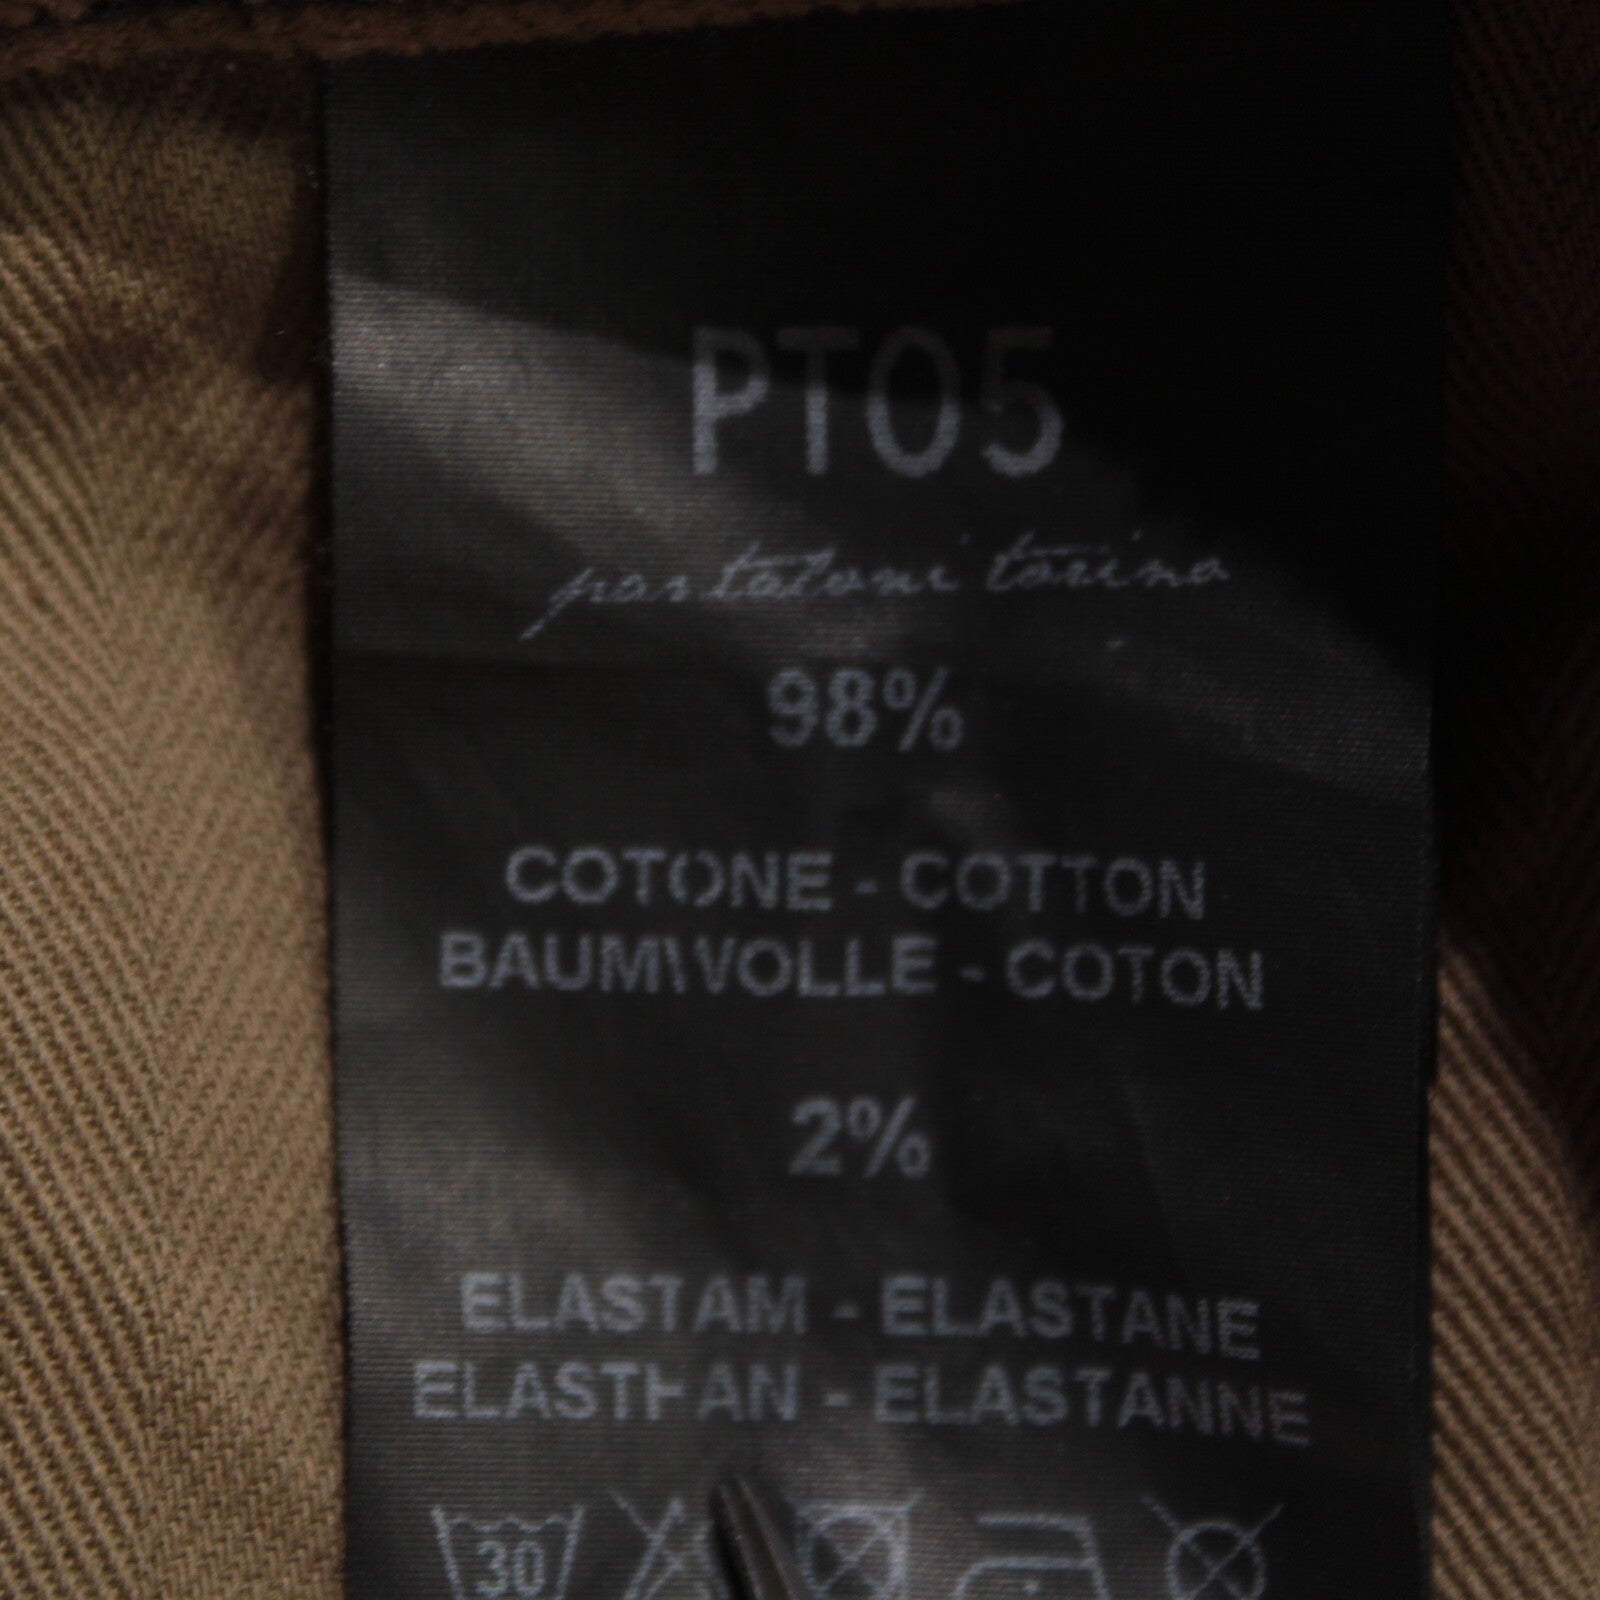 PT05
pantaloni torino
98%
COTONE - COTTON
BAUMWOLLE - COTON
2%
ELASTAM - ELASTANE
ELASTHAN - ELASTANNE
30